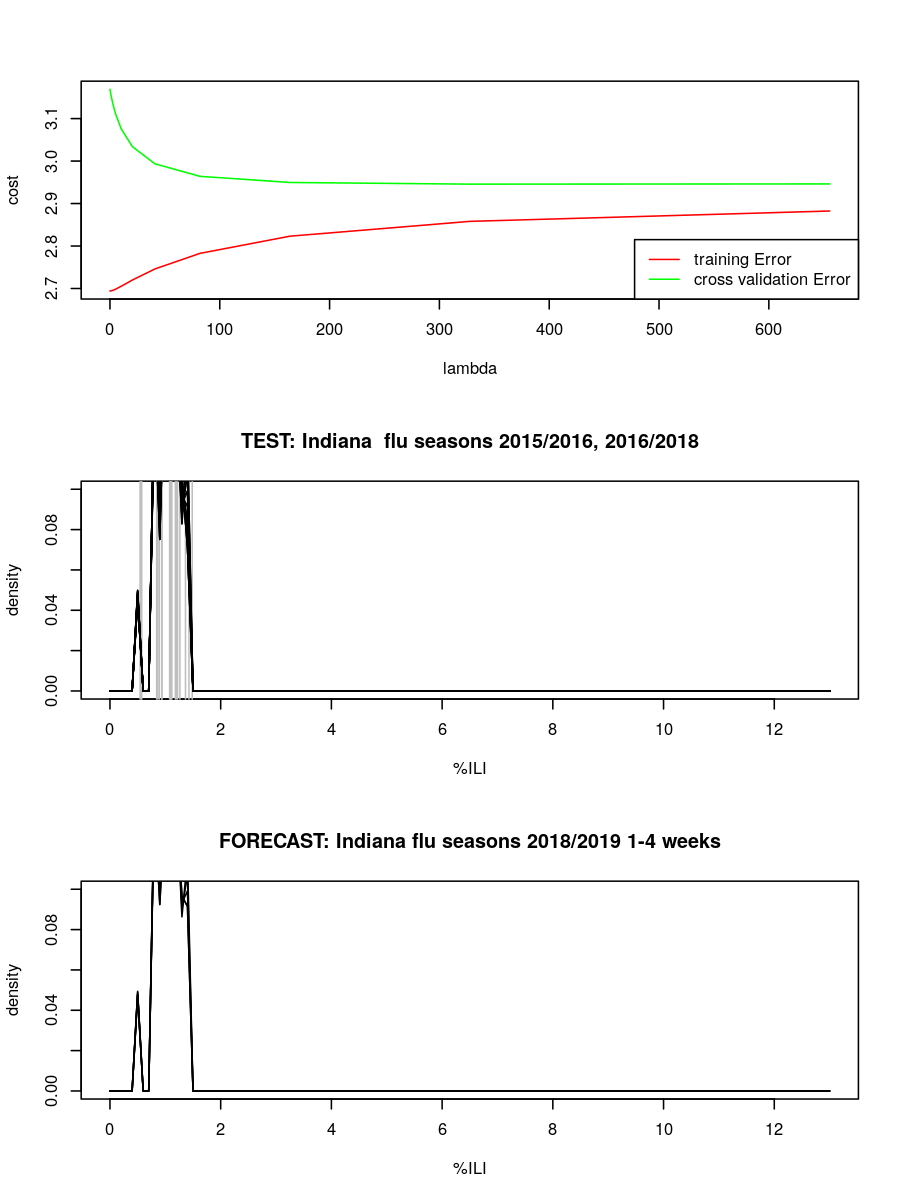 cost
2.7 2.8 2.9 3.0 3.1
training Error
cross validation Error
0 100 200 300 400 500 600
lambda
TEST: Indiana  flu seasons 2015/2016, 2016/2018
density
0.00 0.04 0.08
0 2 4 6 8 10 12
%ILI
FORECAST: Indiana flu seasons 2018/2019 1-4 weeks
density
0.00 0.04 0.08
0 2 4 6 8 10 12
%ILI